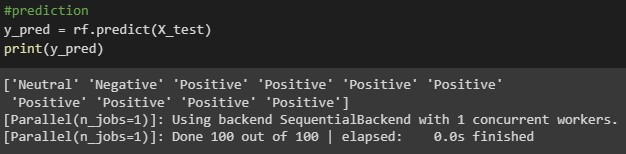 #prediction
y_pred = rf.predict(X_test)
print(y_pred)
['Neutral' 'Negative' 'Positive' 'Positive' 'Positive' 'Positive'
 'Positive' 'Positive' 'Positive' 'Positive']
[Parallel(n_jobs=1)]: Using backend SequentialBackend with 1 concurrent workers.
[Parallel(n_jobs=1)]: Done 100 out of 100 | elapsed:    0.0s finished